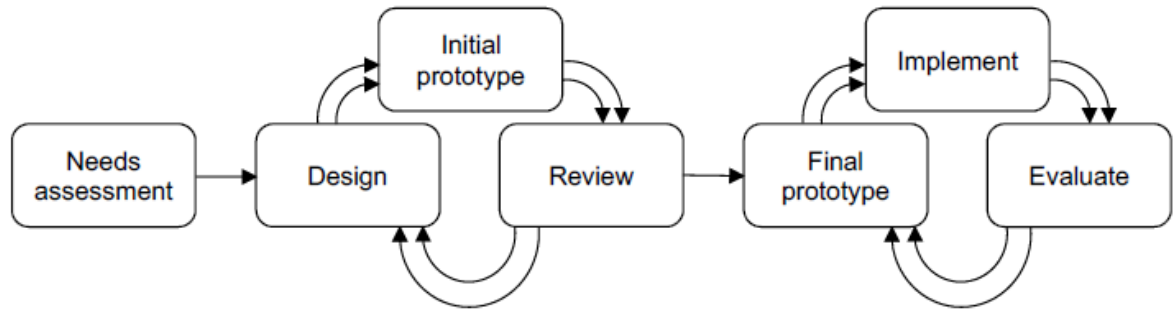 Needs
assessment
Design
Initial
prototype
Review
Final
prototype
Implement
Evaluate